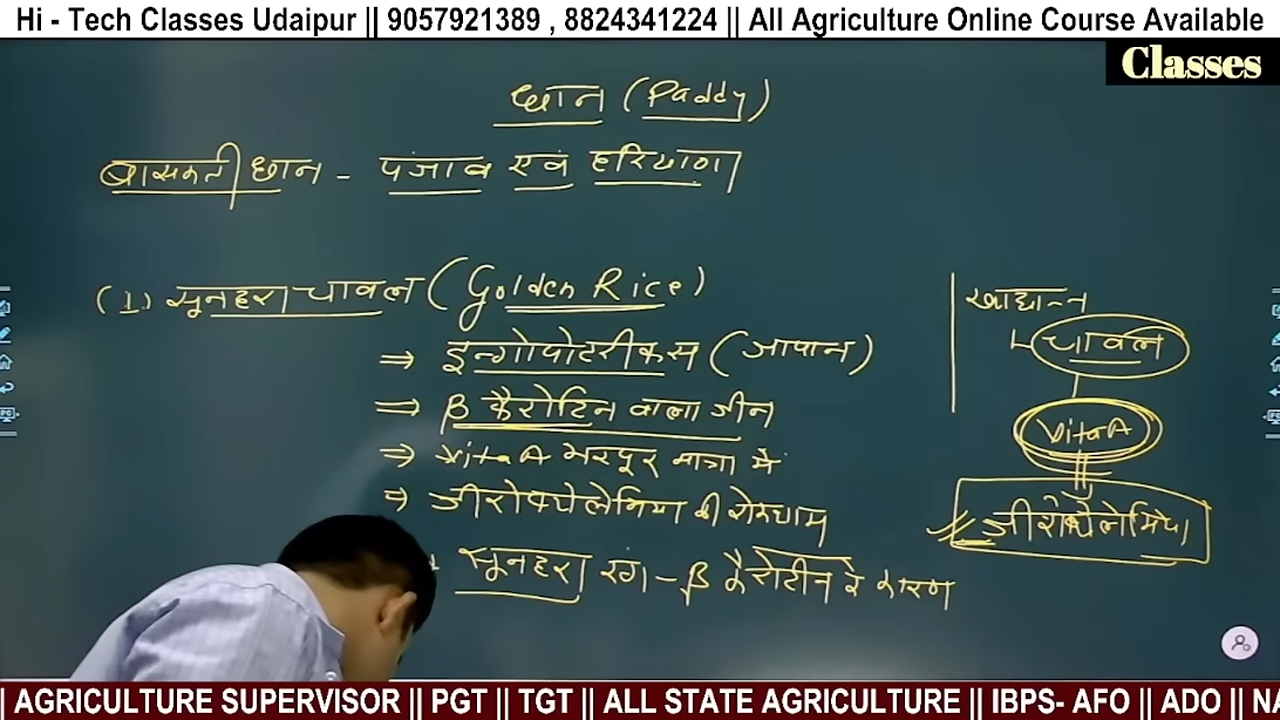 Hi - Tech Classes Udaipur || 9057921389 , 8824341224 || All Agriculture Online Course Available
Classes
धान (Paddy)
बासमती धान - पंजाब एवं हरियाणा
(1) सूनहरा चावल (Golden Rice)
⇒ इन्गोपोटरीकस (जापान)
⇒ β कैरोटिन वाला जीन
⇒ Vita A भरपूर मात्रा में
⇒ जीरोफ्थेलेमिया की रोकथाम
सूनहरा रंग - β कैरोटीन के कारण
खाद्यान्न
चावल
Vita A
जीरोफ्थेलेमिया
| AGRICULTURE SUPERVISOR || PGT || TGT || ALL STATE AGRICULTURE || IBPS- AFO || ADO || NA